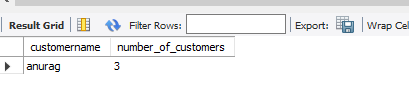 Result Grid Filter Rows: Export: Wrap Cel
customername number_of_customers
anurag 3